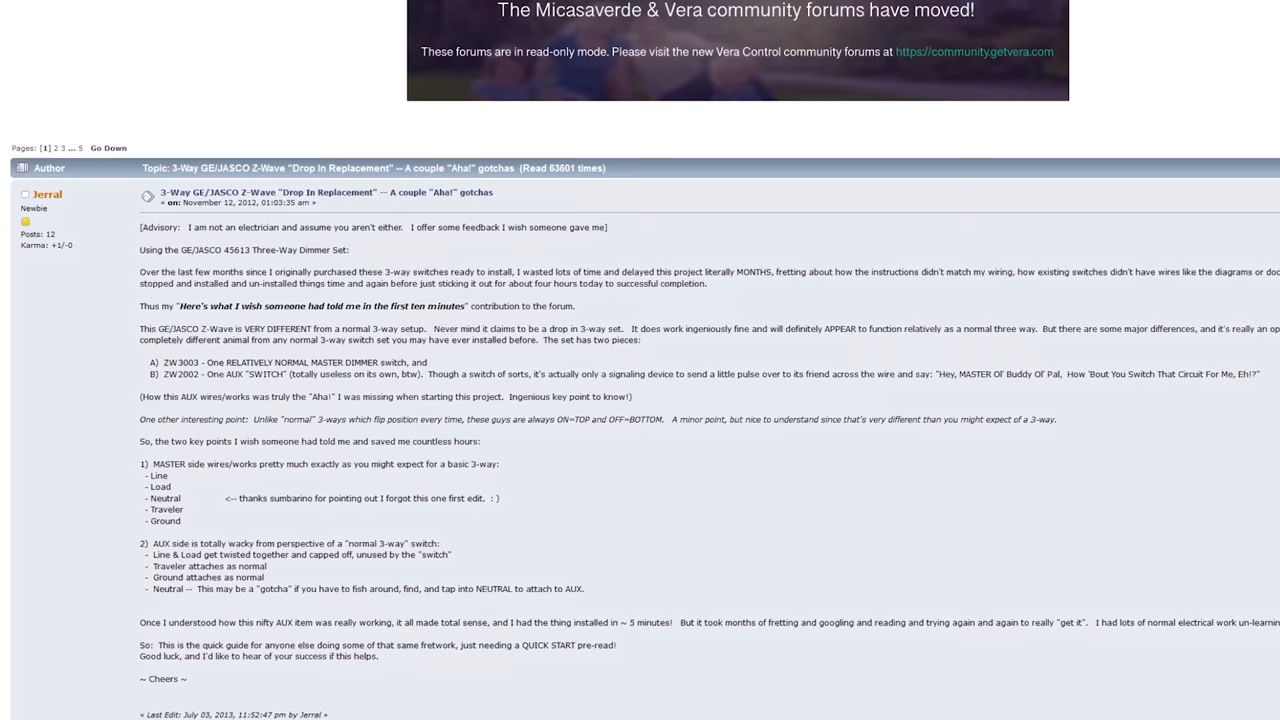 The Micasaverde & Vera community forums have moved!
These forums are in read-only mode. Please visit the new Vera Control community forums at https://community.getvera.com
Pages: [1] 2 3 ... 5 Go Down
Author Topic: 3-Way GE/JASCO Z-Wave "Drop In Replacement" -- A couple "Aha!" gotchas (Read 63601 times)
Jerral
Newbie
Posts: 12
Karma: +1/-0
3-Way GE/JASCO Z-Wave "Drop In Replacement" -- A couple "Aha!" gotchas
« on: November 12, 2012, 01:03:35 am »
[Advisory: I am not an electrician and assume you aren't either. I offer some feedback I wish someone gave me]
Using the GE/JASCO 45613 Three-Way Dimmer Set:
Over the last few months since I originally purchased these 3-way switches ready to install, I wasted lots of time and delayed this project literally MONTHS, fretting about how the instructions didn't match my wiring, how existing switches didn't have wires like the diagrams or doc
stopped and installed and un-installed things time and again before just sticking it out for about four hours today to successful completion.
Thus my "Here's what I wish someone had told me in the first ten minutes" contribution to the forum.
This GE/JASCO Z-Wave is VERY DIFFERENT from a normal 3-way setup. Never mind it claims to be a drop in 3-way set. It does work ingeniously fine and will definitely APPEAR to function relatively as a normal three way. But there are some major differences, and it's really an op
completely different animal from any normal 3-way switch set you may have ever installed before. The set has two pieces:
A) ZW3003 - One RELATIVELY NORMAL MASTER DIMMER switch, and
B) ZW2002 - One AUX "SWITCH" (totally useless on its own, btw). Though a switch of sorts, it's actually only a signaling device to send a little pulse over to its friend across the wire and say: "Hey, MASTER Ol' Buddy Ol' Pal, How 'Bout You Switch That Circuit For Me, Eh!?"
(How this AUX wires/works was truly the "Aha!" I was missing when starting this project. Ingenious key point to know!)
One other interesting point: Unlike "normal" 3-ways which flip position every time, these guys are always ON=TOP and OFF=BOTTOM. A minor point, but nice to understand since that's very different than you might expect of a 3-way.
So, the two key points I wish someone had told me and saved me countless hours:
1) MASTER side wires/works pretty much exactly as you might expect for a basic 3-way:
- Line
- Load
- Neutral <-- thanks sumbarino for pointing out I forgot this one first edit. : )
- Traveler
- Ground
2) AUX side is totally wacky from perspective of a "normal 3-way" switch:
- Line & Load get twisted together and capped off, unused by the "switch"
- Traveler attaches as normal
- Ground attaches as normal
- Neutral -- This may be a "gotcha" if you have to fish around, find, and tap into NEUTRAL to attach to AUX.
Once I understood how this nifty AUX item was really working, it all made total sense, and I had the thing installed in ~ 5 minutes! But it took months of fretting and googling and reading and trying again and again to really "get it". I had lots of normal electrical work un-learnin
So: This is the quick guide for anyone else doing some of that same fretwork, just needing a QUICK START pre-read!
Good luck, and I'd like to hear of your success if this helps.
~ Cheers ~
« Last Edit: July 03, 2013, 11:52:47 pm by Jerral »